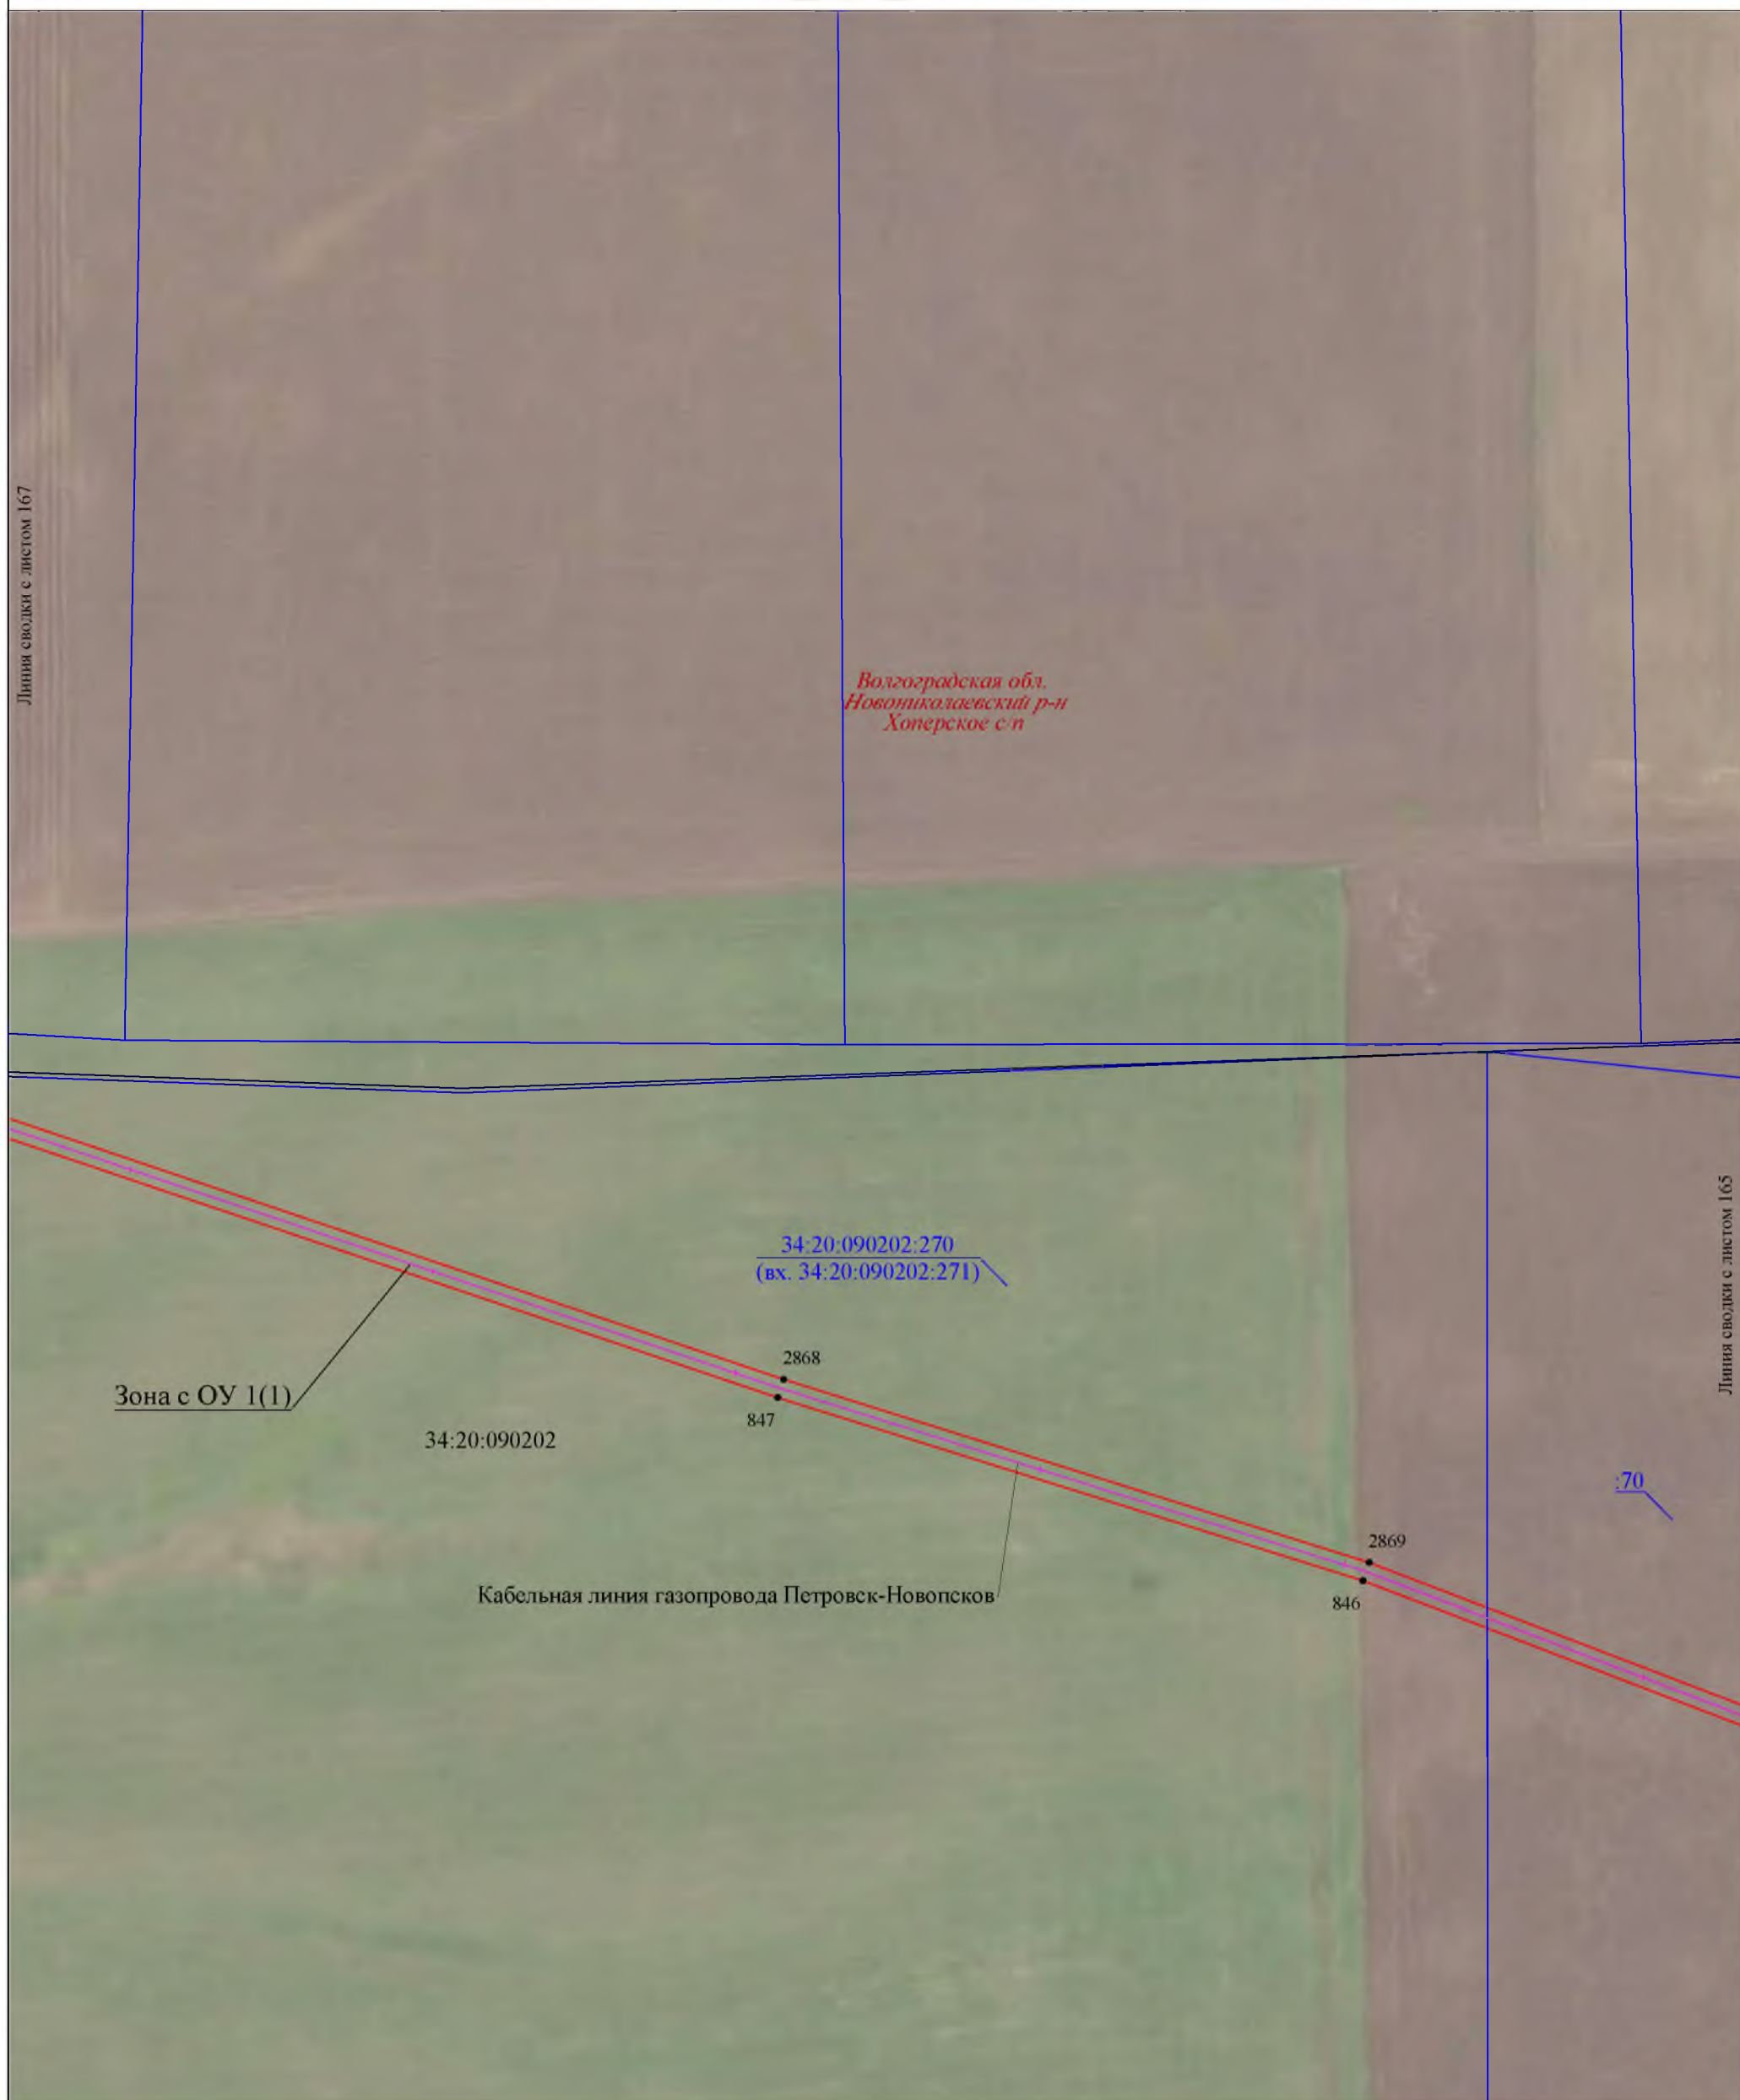 Линия сводки с листом 167
Волгоградская обл.
Новониколаевский р-н
Хоперское с/п
Линия сводки с листом 165
34:20:090202:270
(вх. 34:20:090202:271)
2868
Зона с ОУ 1(1)
847
34:20:090202
:70
2869
Кабельная линия газопровода Петровск-Новопсков
846